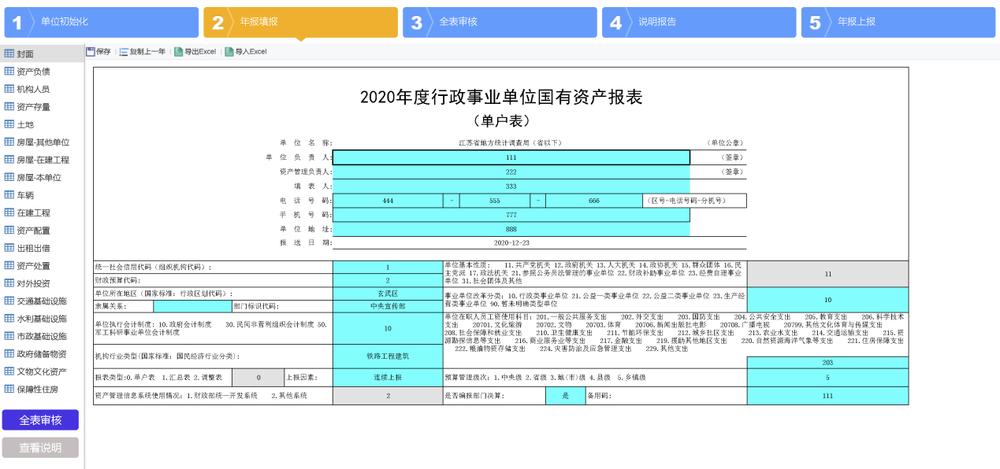 1 单位初始化 2 年报填报 3 全表审核 4 说明报告 5 年报上报
保存 复制上一年 导出Excel 导入Excel
封面
资产负债
机构人员
资产存量
土地
房屋-其他单位
房屋-在建工程
房屋-本单位
车辆
在建工程
资产配置
出租出借
资产处置
对外投资
交通基础设施
水利基础设施
市政基础设施
政府储备物资
文物文化资产
保障性住房
全表审核
查看说明
2020年度行政事业单位国有资产报表
（单户表）
单 位 名 称: 江苏省地方统计调查局（省以下） （单位公章）
单 位 负 责 人: 111 （签章）
资产管理负责人: 222 （签章）
填 表 人: 333
电 话 号 码: 444 - 555 - 666 （区号-电话号码-分机号）
手 机 号 码: 777
单 位 地 址: 888
报 送 日 期: 2020-12-23
统一社会信用代码（组织机构代码）: 1
财政预算代码: 2
单位所在地区（国家标准: 行政区划代码）: 玄武区
隶属关系: 部门标识代码: 中央宣传部
单位执行会计制度: 10.政府会计制度 30.民间非营利组织会计制度 50.
军工科研事业单位会计制度
10
机构行业类型(国家标准: 国民经济行业分类): 铁路工程建筑
报表类型:0.单户表 1.汇总表 2.调整表 0 上报因素: 连续上报
资产管理信息系统使用情况: 1.财政部统一开发系统 2.其他系统 2
单位基本性质: 11.共产党机关 12.政府机关 13.人大机关 14.政协机关 15.群众团体 16.民
主党派 17.政法机关 21.参照公务员法管理的事业单位 22.财政补助事业单位 23.经费自理事业
单位 31.社会团体及其他
11
事业单位改革分类: 10.行政类事业单位 21.公益一类事业单位 22.公益二类事业单位 23.生产经
营类事业单位 90.暂未明确类型单位
10
单位在职人员工资使用科目: 201.一般公共服务支出 202.外交支出 203.国防支出 204.公共安全支出 205.教育支出 206.科学技术
支出 20701.文化旅游 20702.文物 20703.体育 20706.新闻出版社电影 20708.广播电视 20799.其他文化体育与传媒支出
208.社会保障和就业支出 210.卫生健康支出 211.节能环保支出 212.城乡社区支出 213.农业水支出 214.交通运输支出 215.资
源勘探信息等支出 216.商业服务业等支出 217.金融支出 219.援助其他地区支出 220.自然资源海洋气象等支出 221.住房保障支出
222.粮油物资存储支出 224.灾害防治及应急管理支出 229.其他支出
203
预算管理级次: 1.中央级 2.省级 3.地(市)级 4.县级 5.乡镇级 5
是否编报部门决算: 是 备用码: 111